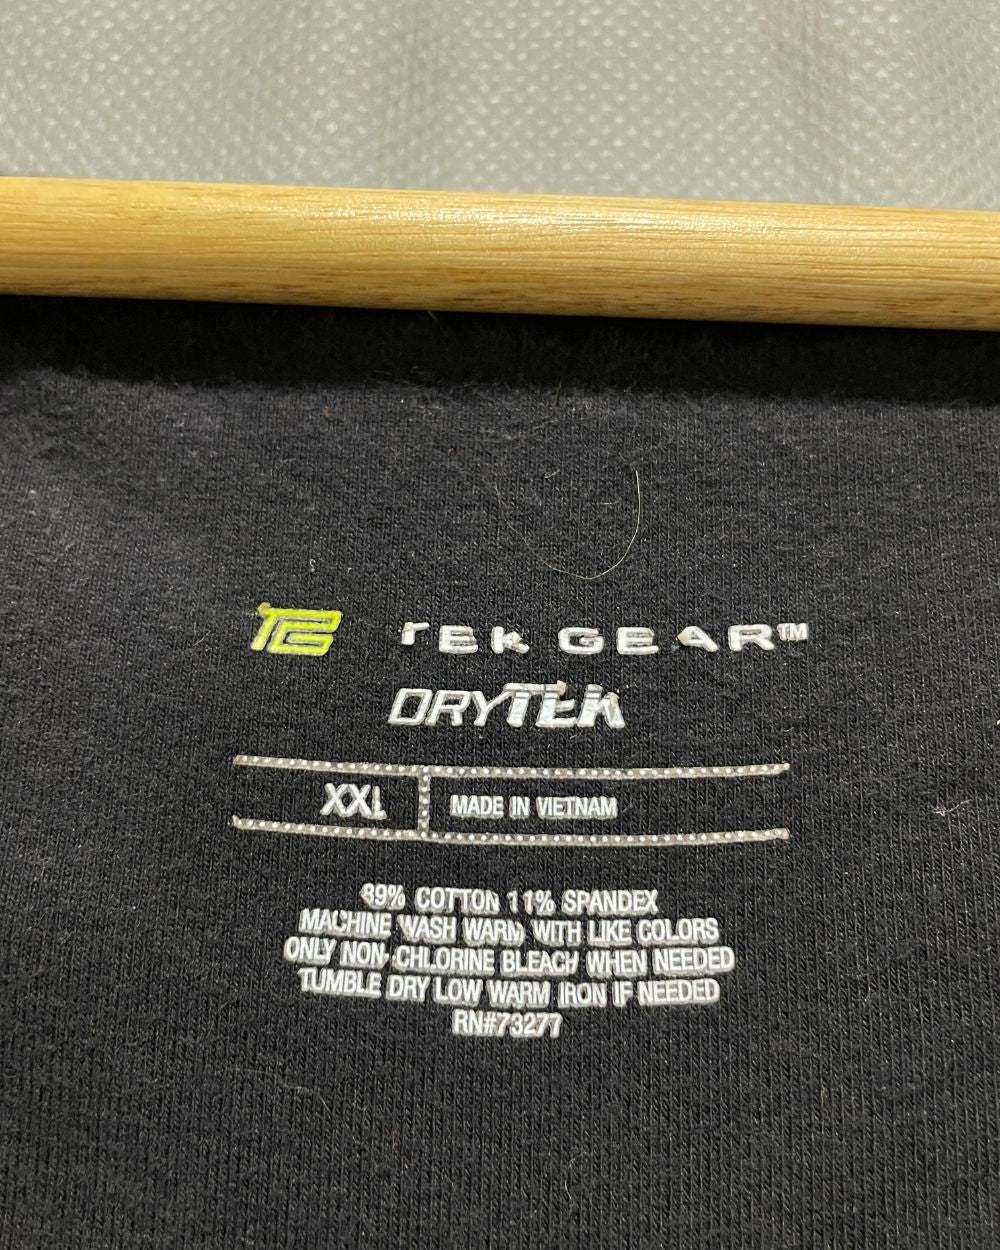 TEK GEAR™
DRYTEK
XXL MADE IN VIETNAM
89% COTTON 11% SPANDEX
MACHINE WASH WARM WITH LIKE COLORS
ONLY NON-CHLORINE BLEACH WHEN NEEDED
TUMBLE DRY LOW WARM IRON IF NEEDED
RN#73277